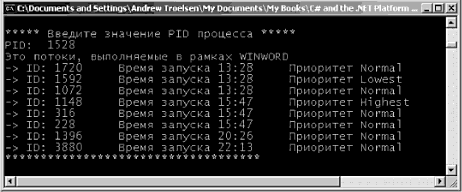 C:\Documents and Settings\Andrew Troelsen\My Documents\My Books\C# and the .NET Platform ...
***** Введите значение PID процесса *****
PID: 1528
Это потоки, выполняемые в рамках WINWORD
-> ID: 1720 Время запуска 13:28 Приоритет Normal
-> ID: 1592 Время запуска 13:28 Приоритет Lowest
-> ID: 1072 Время запуска 13:28 Приоритет Normal
-> ID: 1148 Время запуска 15:47 Приоритет Highest
-> ID: 316 Время запуска 15:47 Приоритет Normal
-> ID: 228 Время запуска 15:47 Приоритет Normal
-> ID: 1396 Время запуска 20:26 Приоритет Normal
-> ID: 3880 Время запуска 22:13 Приоритет Normal
************************************